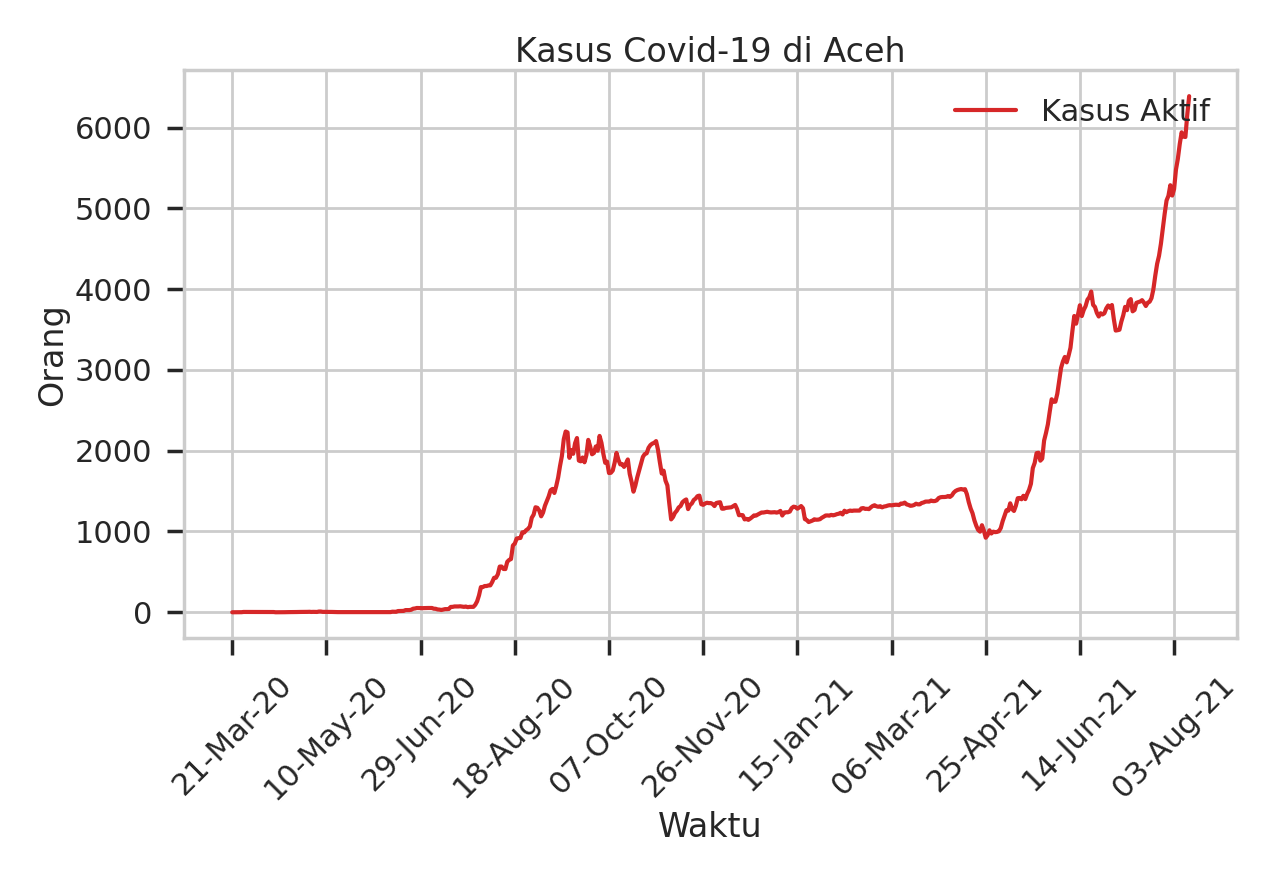 Kasus Covid-19 di Aceh
Kasus Aktif
6000
5000
4000
3000
2000
1000
0
Orang
21-Mar-20
10-May-20
29-Jun-20
18-Aug-20
07-Oct-20
26-Nov-20
15-Jan-21
06-Mar-21
25-Apr-21
14-Jun-21
03-Aug-21
Waktu